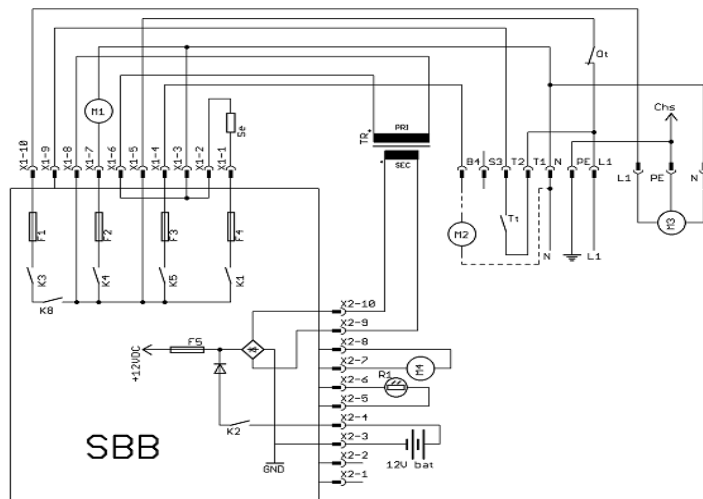 Ot
Chs
M1
Se
TR
PRI
SEC
X1-10
X1-9
X1-8
X1-7
X1-6
X1-5
X1-4
X1-3
X1-2
X1-1
B4
S3
T2
T1
N
PE
L1
L1
PE
N
F1
F2
F3
F4
Tt
M2
M3
K3
K4
K5
K1
K8
N
L1
X2-10
X2-9
X2-8
X2-7
X2-6
X2-5
X2-4
X2-3
X2-2
X2-1
+12VDC
F5
M4
R1
K2
GND
12V bat
SBB